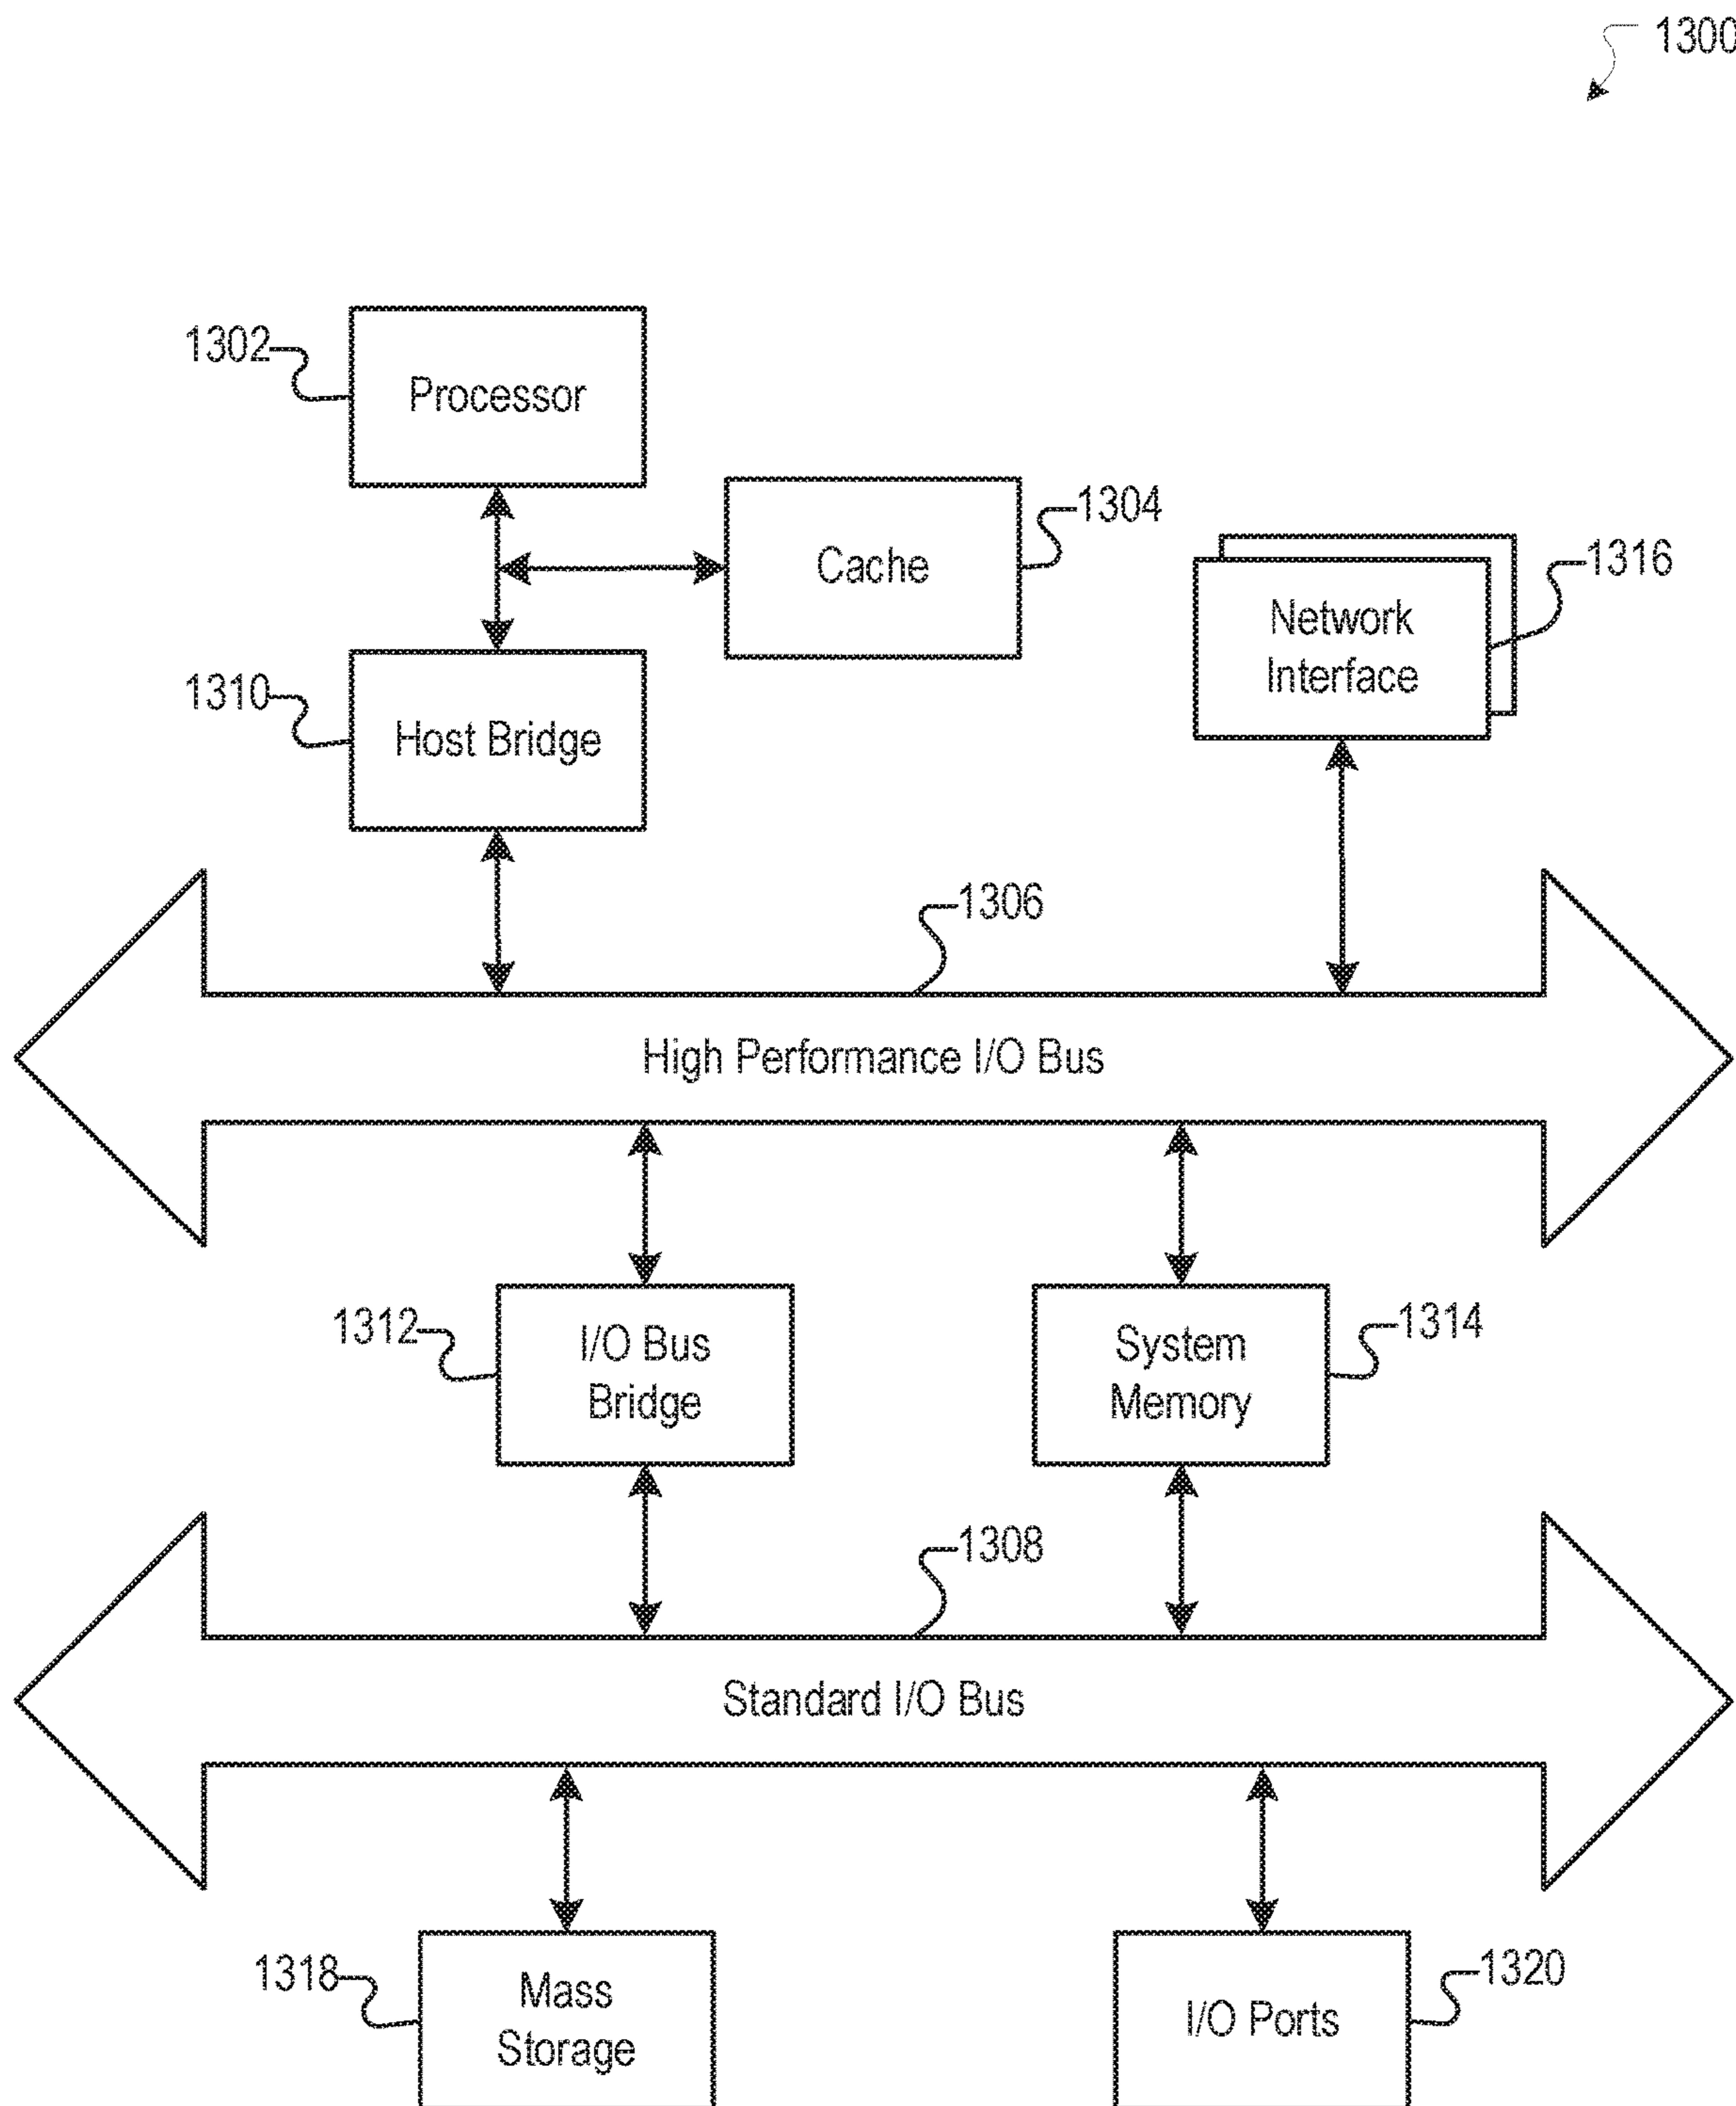 1300
1302
Processor
1304
Cache
1316
Network
Interface
1310
Host Bridge
1306
High Performance I/O Bus
1312
I/O Bus
Bridge
1314
System
Memory
1308
Standard I/O Bus
1318
Mass
Storage
1320
I/O Ports